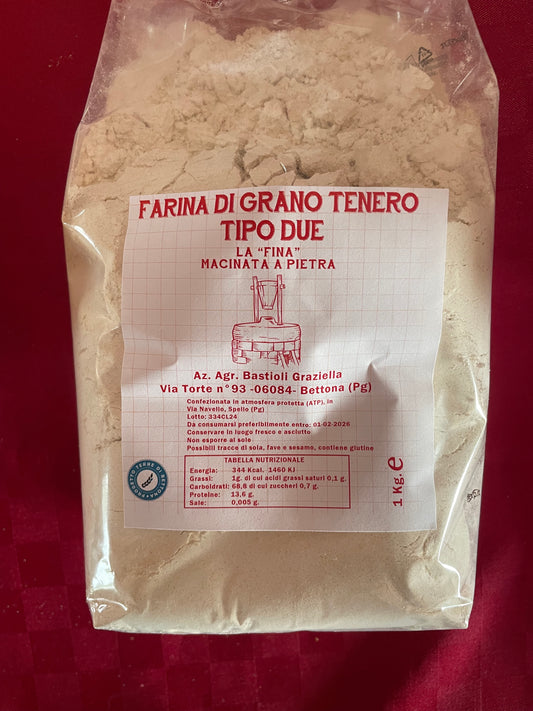 FARINA DI GRANO TENERO
TIPO DUE
LA "FINA"
MACINATA A PIETRA
Az. Agr. Bastioli Graziella
Via Torte n°93 -06084- Bettona (Pg)
Confezionata in atmosfera protetta (ATP), in
Via Navello, Spello (Pg)
Lotto: 334CL24
Da consumarsi preferibilmente entro: 01-02-2026
Conservare in luogo fresco e asciutto
Non esporre al sole
Possibili tracce di soia, fave e sesamo, contiene glutine
TABELLA NUTRIZIONALE
Energia: 344 Kcal. 1460 KJ
Grassi: 1g. di cui acidi grassi saturi 0,1 g.
Carboidrati: 68,8 di cui zuccheri 0,7 g.
Proteine: 13,6 g.
Sale: 0,005 g.
1 Kg. e
PROGETTO TERRE DI BETTONA